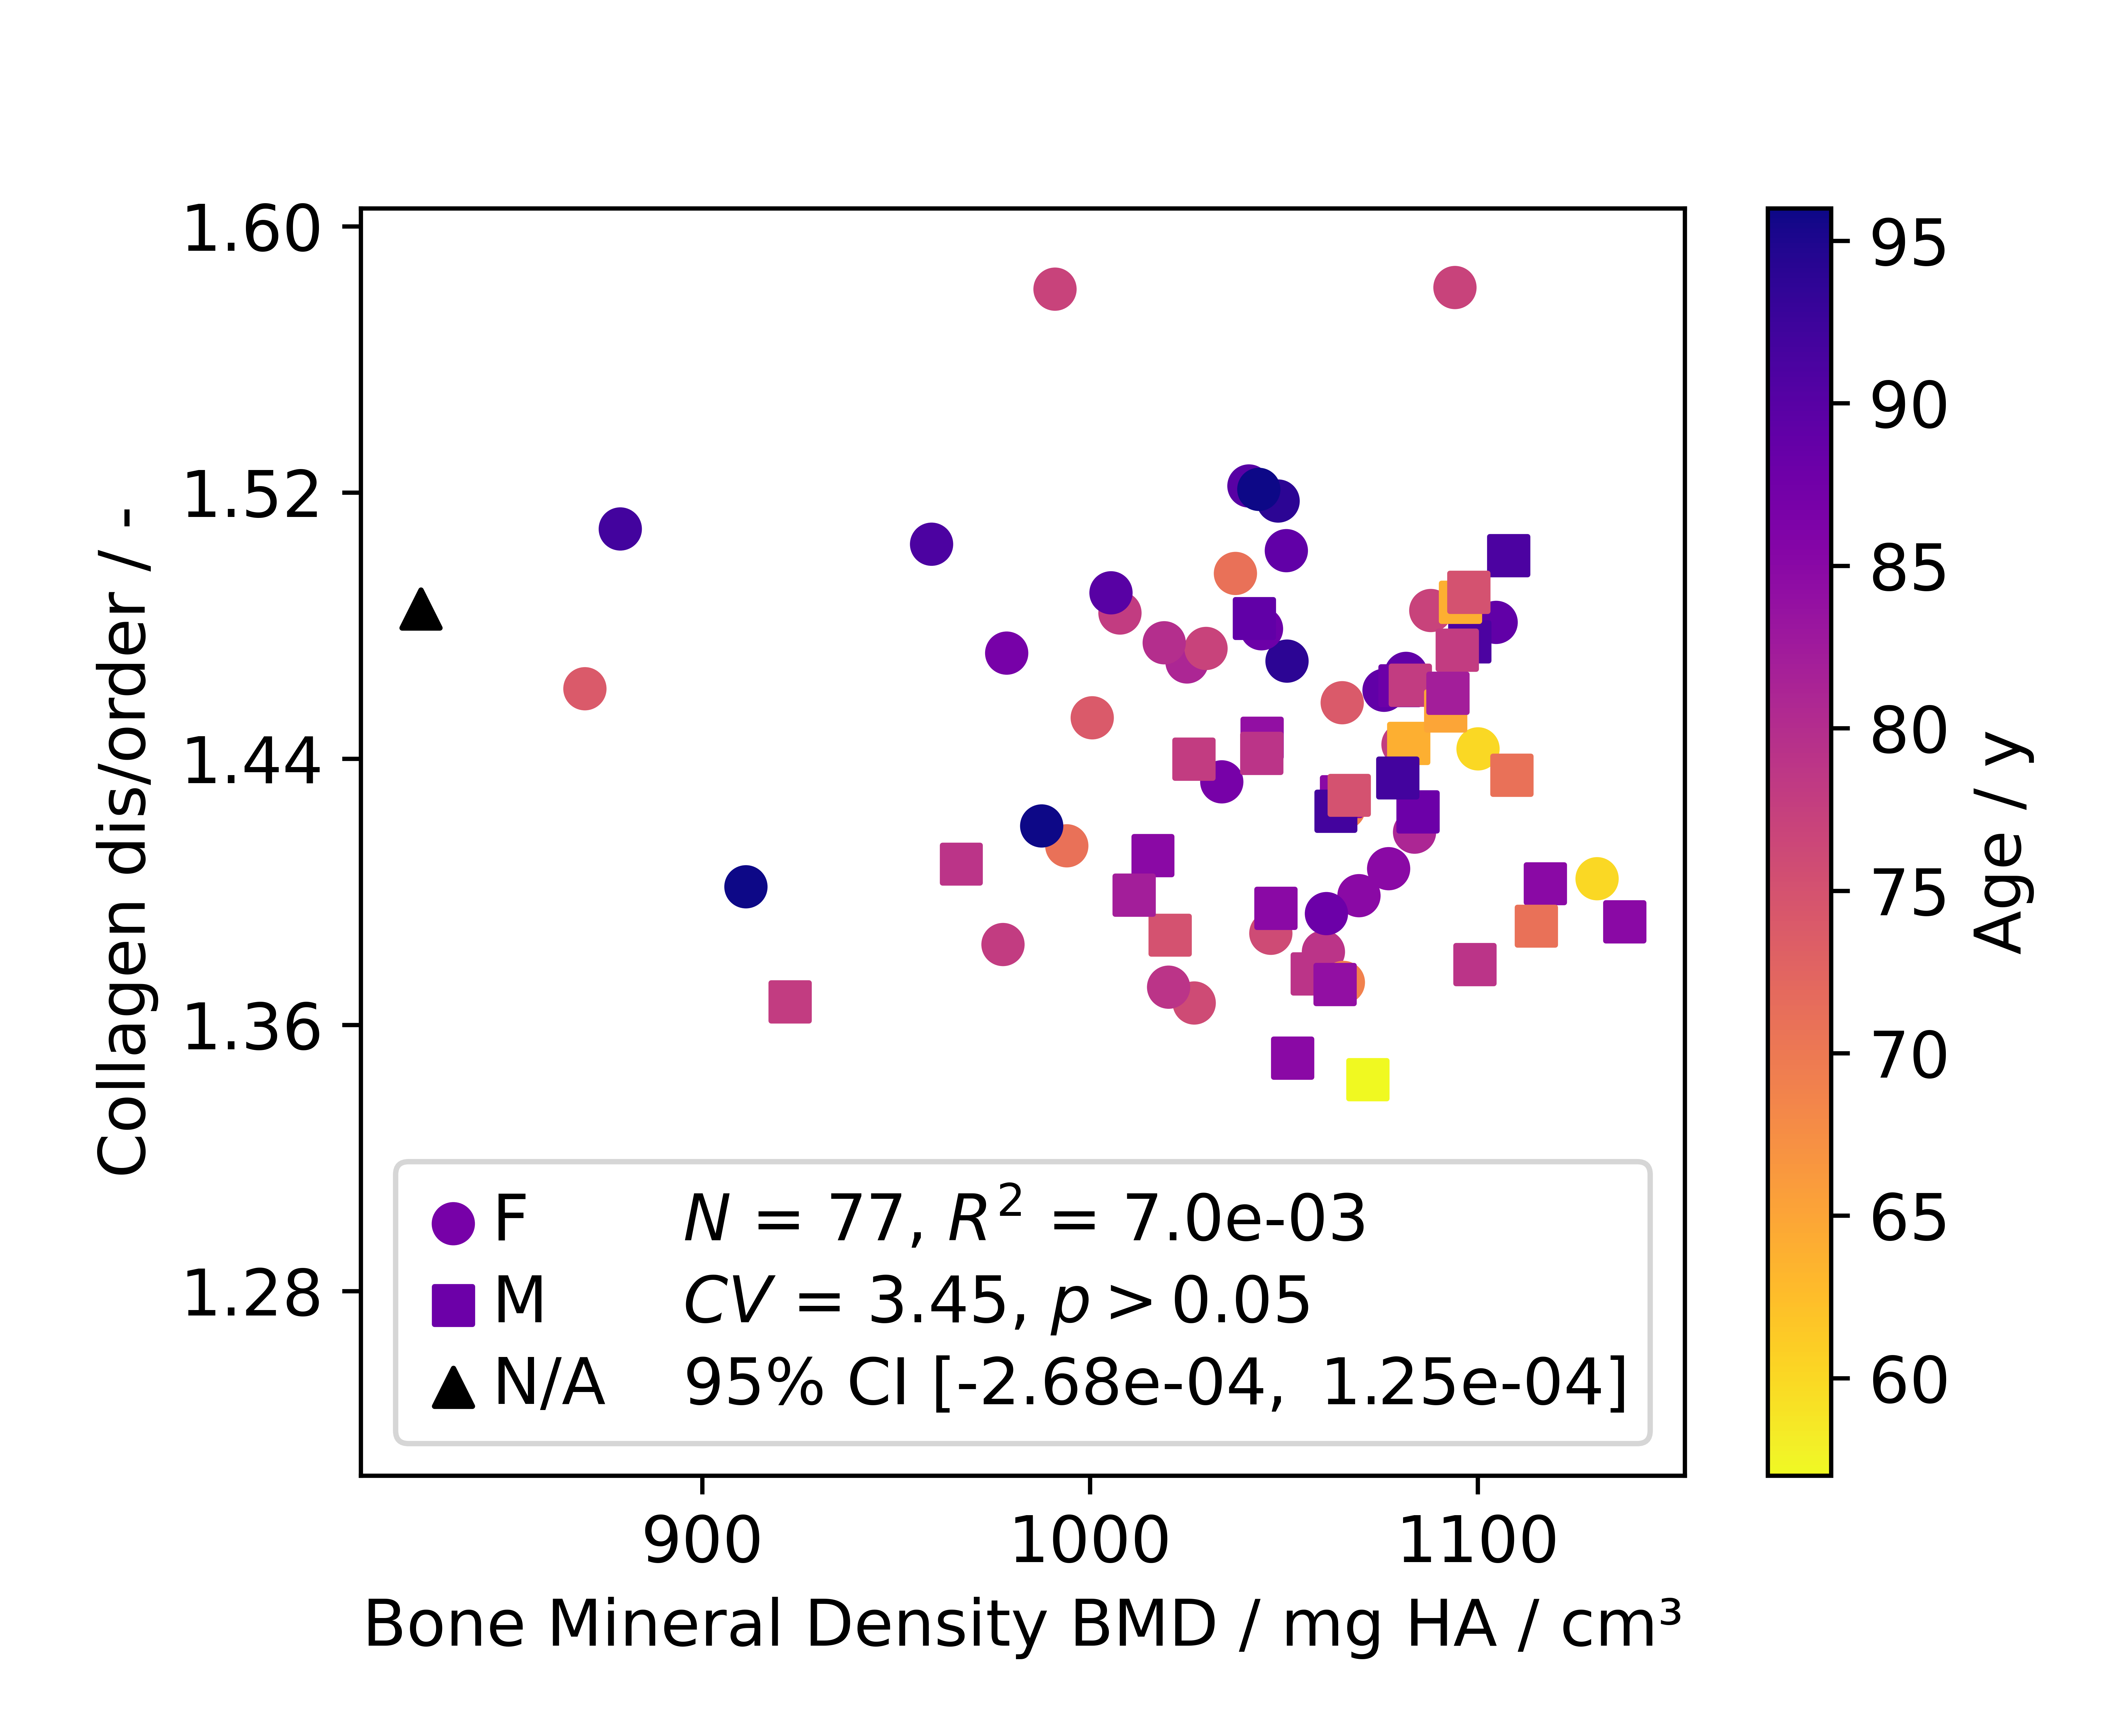 1.60
1.52
1.44
1.36
1.28
Collagen dis/order / -
F
M
N/A
N = 77, R² = 7.0e-03
CV = 3.45, p > 0.05
95% CI [-2.68e-04, 1.25e-04]
900 1000 1100
Bone Mineral Density BMD / mg HA / cm³
95
90
85
80
75
70
65
60
Age / y